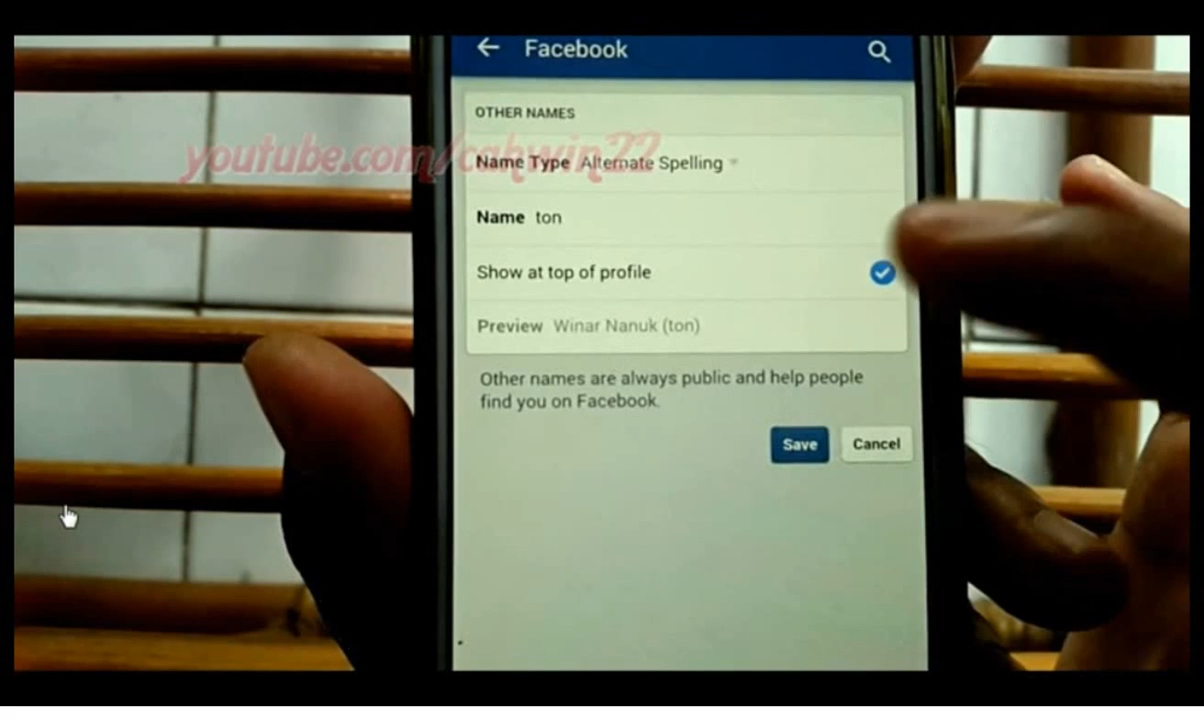 Facebook
OTHER NAMES
youtube.com/cahwin22
Name Type Alternate Spelling
Name ton
Show at top of profile
Preview Winar Nanuk (ton)
Other names are always public and help people
find you on Facebook.
Save Cancel